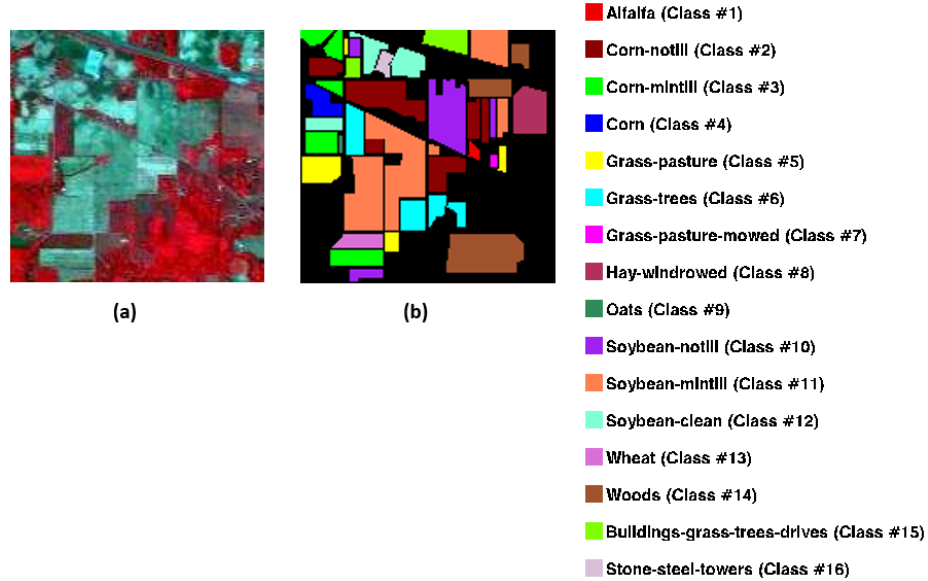 Alfalfa (Class #1)
Corn-notill (Class #2)
Corn-mintill (Class #3)
Corn (Class #4)
Grass-pasture (Class #5)
Grass-trees (Class #6)
Grass-pasture-mowed (Class #7)
Hay-windrowed (Class #8)
Oats (Class #9)
Soybean-notill (Class #10)
Soybean-mintill (Class #11)
Soybean-clean (Class #12)
Wheat (Class #13)
Woods (Class #14)
Buildings-grass-trees-drives (Class #15)
Stone-steel-towers (Class #16)
(a)
(b)